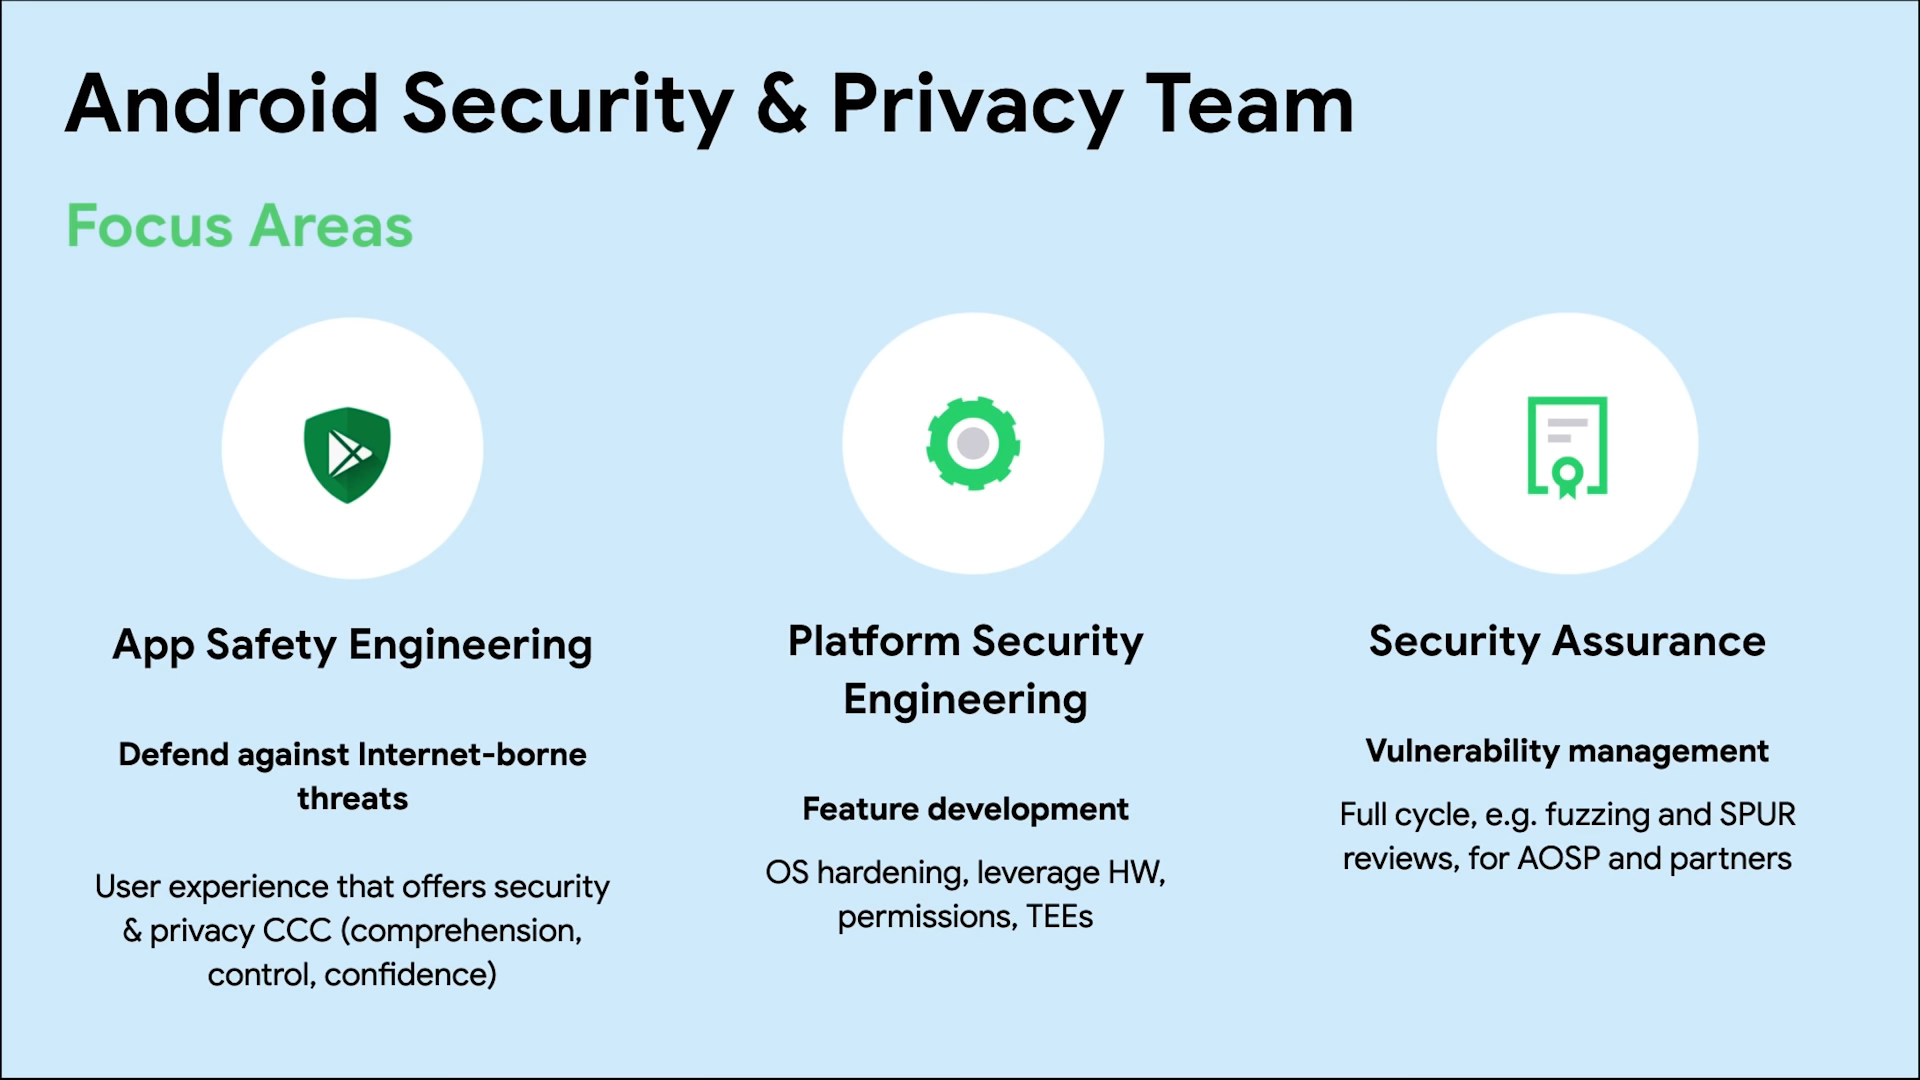 Android Security & Privacy Team
Focus Areas
App Safety Engineering
Defend against Internet-borne
threats
User experience that offers security
& privacy CCC (comprehension,
control, confidence)
Platform Security
Engineering
Feature development
OS hardening, leverage HW,
permissions, TEEs
Security Assurance
Vulnerability management
Full cycle, e.g. fuzzing and SPUR
reviews, for AOSP and partners